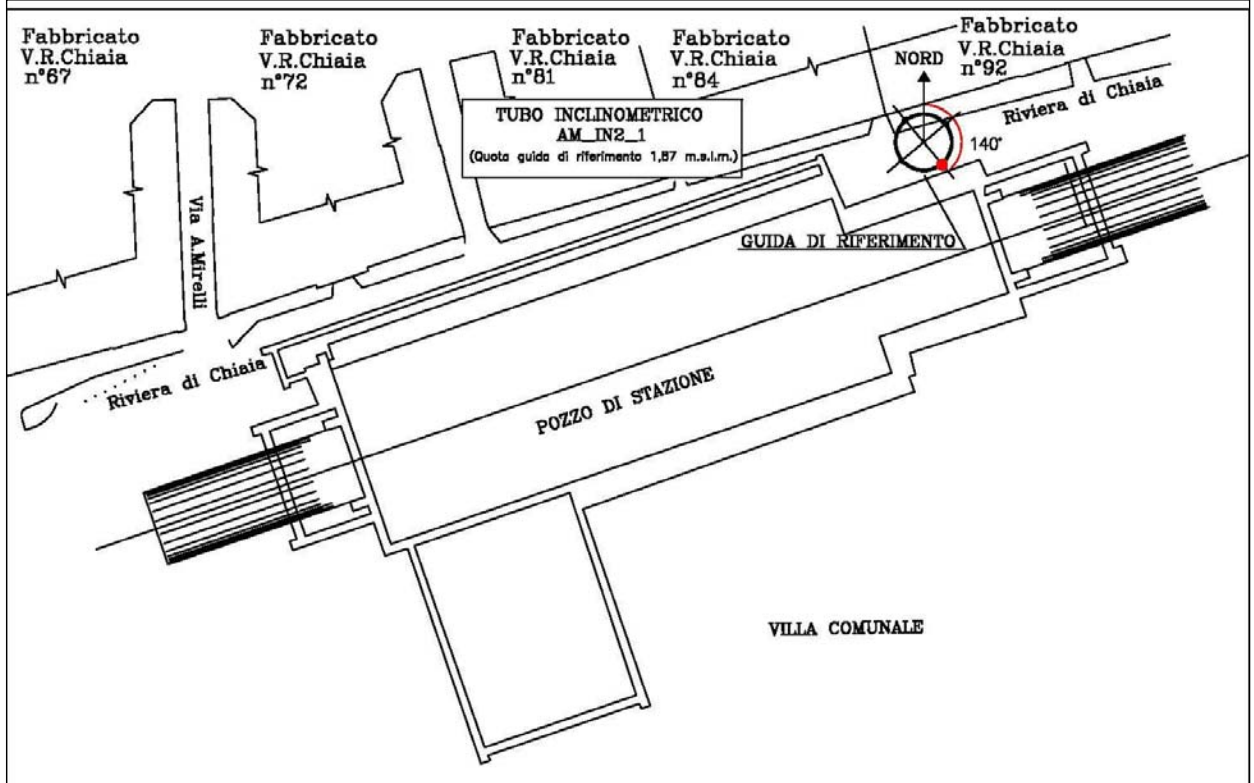 Fabbricato
V.R.Chiaia
n°67
Fabbricato
V.R.Chiaia
n°72
Fabbricato
V.R.Chiaia
n°81
Fabbricato
V.R.Chiaia
n°84
Fabbricato
V.R.Chiaia
n°92
NORD
TUBO INCLINOMETRICO
AM_IN2_1
(Quota guida di riferimento 1,87 m.s.l.m.)
Riviera di Chiaia
140°
Via A.Mirelli
GUIDA DI RIFERIMENTO
Riviera di Chiaia
POZZO DI STAZIONE
VILLA COMUNALE